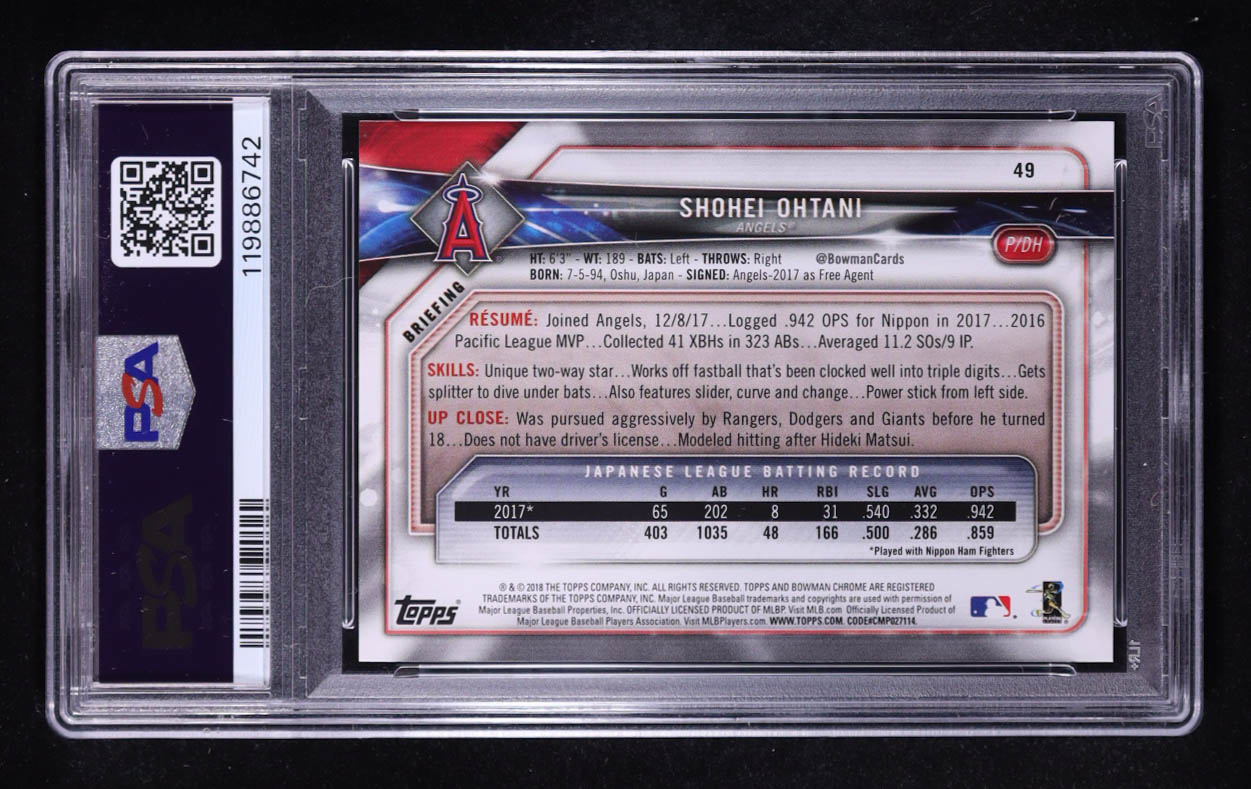 119886742
PSA
PSA
49
SHOHEI OHTANI
ANGELS®
P/DH
A
HT: 6'3" - WT: 189 - BATS: Left - THROWS: Right @BowmanCards
BORN: 7-5-94, Oshu, Japan - SIGNED: Angels-2017 as Free Agent
BRIEFING
RÉSUMÉ: Joined Angels, 12/8/17...Logged .942 OPS for Nippon in 2017...2016
Pacific League MVP...Collected 41 XBHs in 323 ABs...Averaged 11.2 SOs/9 IP.
SKILLS: Unique two-way star...Works off fastball that's been clocked well into triple digits...Gets
splitter to dive under bats...Also features slider, curve and change...Power stick from left side.
UP CLOSE: Was pursued aggressively by Rangers, Dodgers and Giants before he turned
18...Does not have driver's license...Modeled hitting after Hideki Matsui.
JAPANESE LEAGUE BATTING RECORD
YR G AB HR RBI SLG AVG OPS
2017* 65 202 8 31 .540 .332 .942
TOTALS 403 1035 48 166 .500 .286 .859
*Played with Nippon Ham Fighters
® & © 2018 THE TOPPS COMPANY, INC. ALL RIGHTS RESERVED. TOPPS AND BOWMAN CHROME ARE REGISTERED
TRADEMARKS OF THE TOPPS COMPANY, INC. Major League Baseball trademarks and copyrights are used with permission of
Major League Baseball Properties, Inc. OFFICIALLY LICENSED PRODUCT OF MLBP. Visit MLB.com. Officially Licensed Product of
Major League Baseball Players Association. Visit MLBPlayers.com. WWW.TOPPS.COM. CODE#CMP027114.
Topps®
PSA